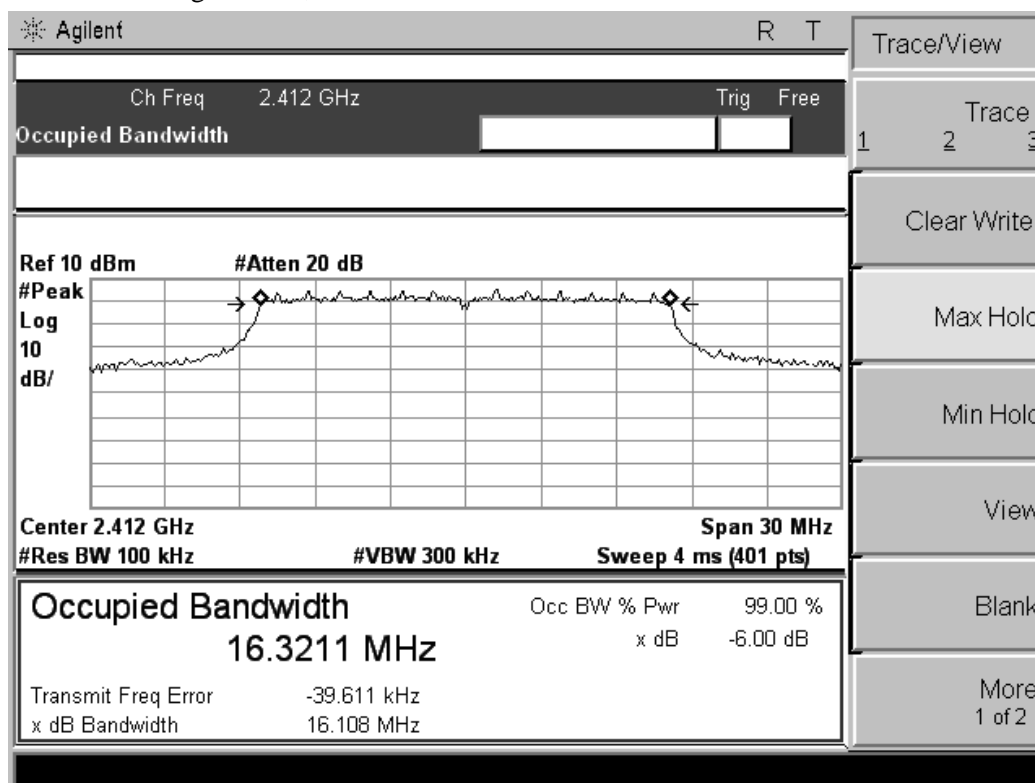 Agilent R T
Trace/View
Ch Freq 2.412 GHz Trig Free
Occupied Bandwidth
Trace
1 2 3
Clear Write
Ref 10 dBm #Atten 20 dB
#Peak
Log
10
dB/
Max Hold
Min Hold
View
Center 2.412 GHz Span 30 MHz
#Res BW 100 kHz #VBW 300 kHz Sweep 4 ms (401 pts)
Occupied Bandwidth
16.3211 MHz
Occ BW % Pwr 99.00 %
x dB -6.00 dB
Transmit Freq Error -39.611 kHz
x dB Bandwidth 16.108 MHz
Blank
More
1 of 2